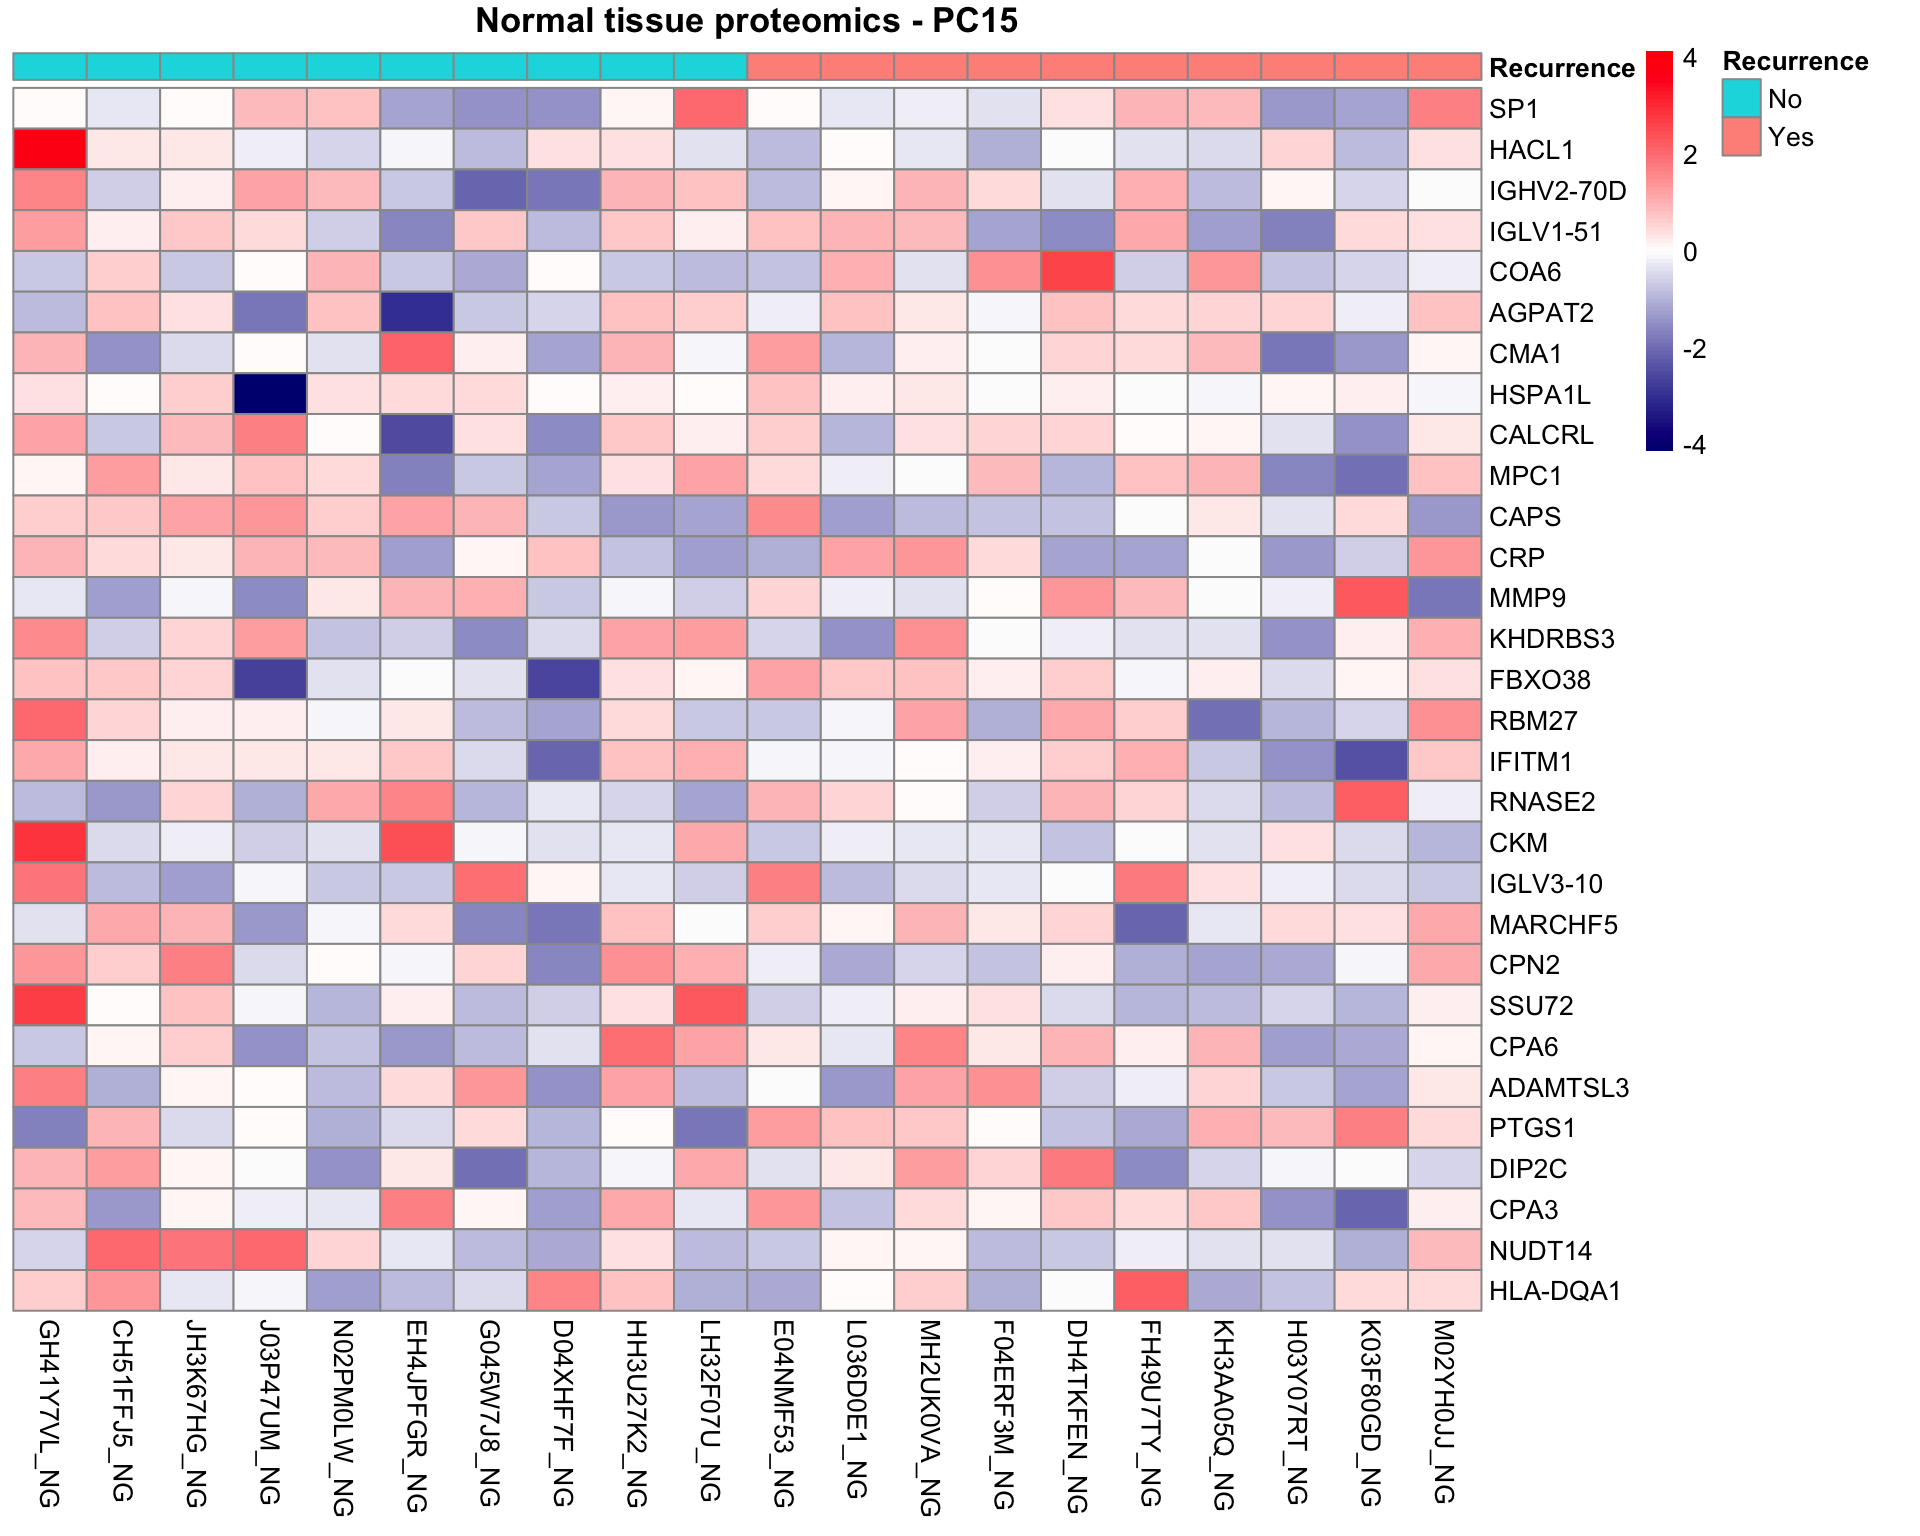 Normal tissue proteomics - PC15
Recurrence
SP1
HACL1
IGHV2-70D
IGLV1-51
COA6
AGPAT2
CMA1
HSPA1L
CALCRL
MPC1
CAPS
CRP
MMP9
KHDRBS3
FBXO38
RBM27
IFITM1
RNASE2
CKM
IGLV3-10
MARCHF5
CPN2
SSU72
CPA6
ADAMTSL3
PTGS1
DIP2C
CPA3
NUDT14
HLA-DQA1
4
2
0
-2
-4
Recurrence
No
Yes
GH41Y7VL_NG
CH51FFJ5_NG
JH3K67HG_NG
J03P47UM_NG
N02PM0LW_NG
EH4JPFGR_NG
G045W7J8_NG
D04XHF7F_NG
HH3U27K2_NG
LH32F07U_NG
E04NMF53_NG
L036D0E1_NG
MH2UK0VA_NG
F04ERF3M_NG
DH4TKFEN_NG
FH49U7TY_NG
KH3AA05Q_NG
H03Y07RT_NG
K03F80GD_NG
M02YH0JJ_NG